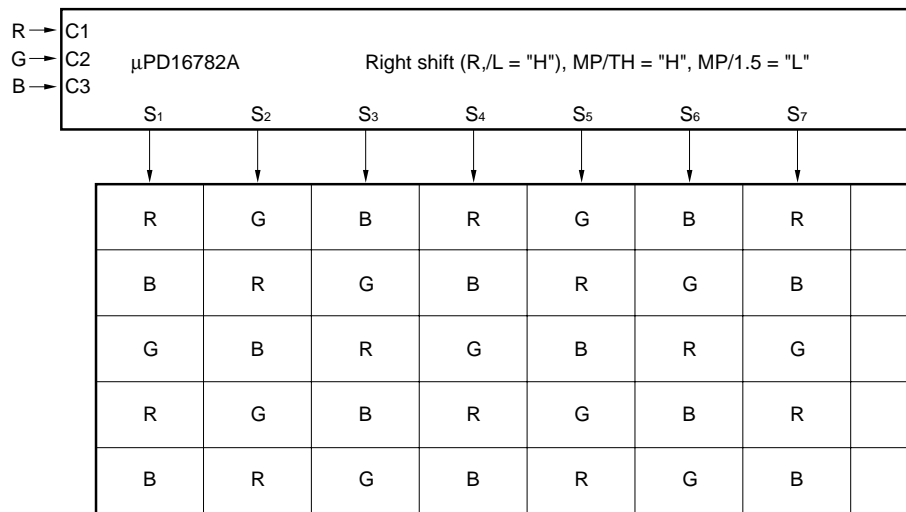 R C1
G C2
B C3
µPD16782A Right shift (R,/L = "H"), MP/TH = "H", MP/1.5 = "L"
S1 S2 S3 S4 S5 S6 S7
R G B R G B R
B R G B R G B
G B R G B R G
R G B R G B R
B R G B R G B